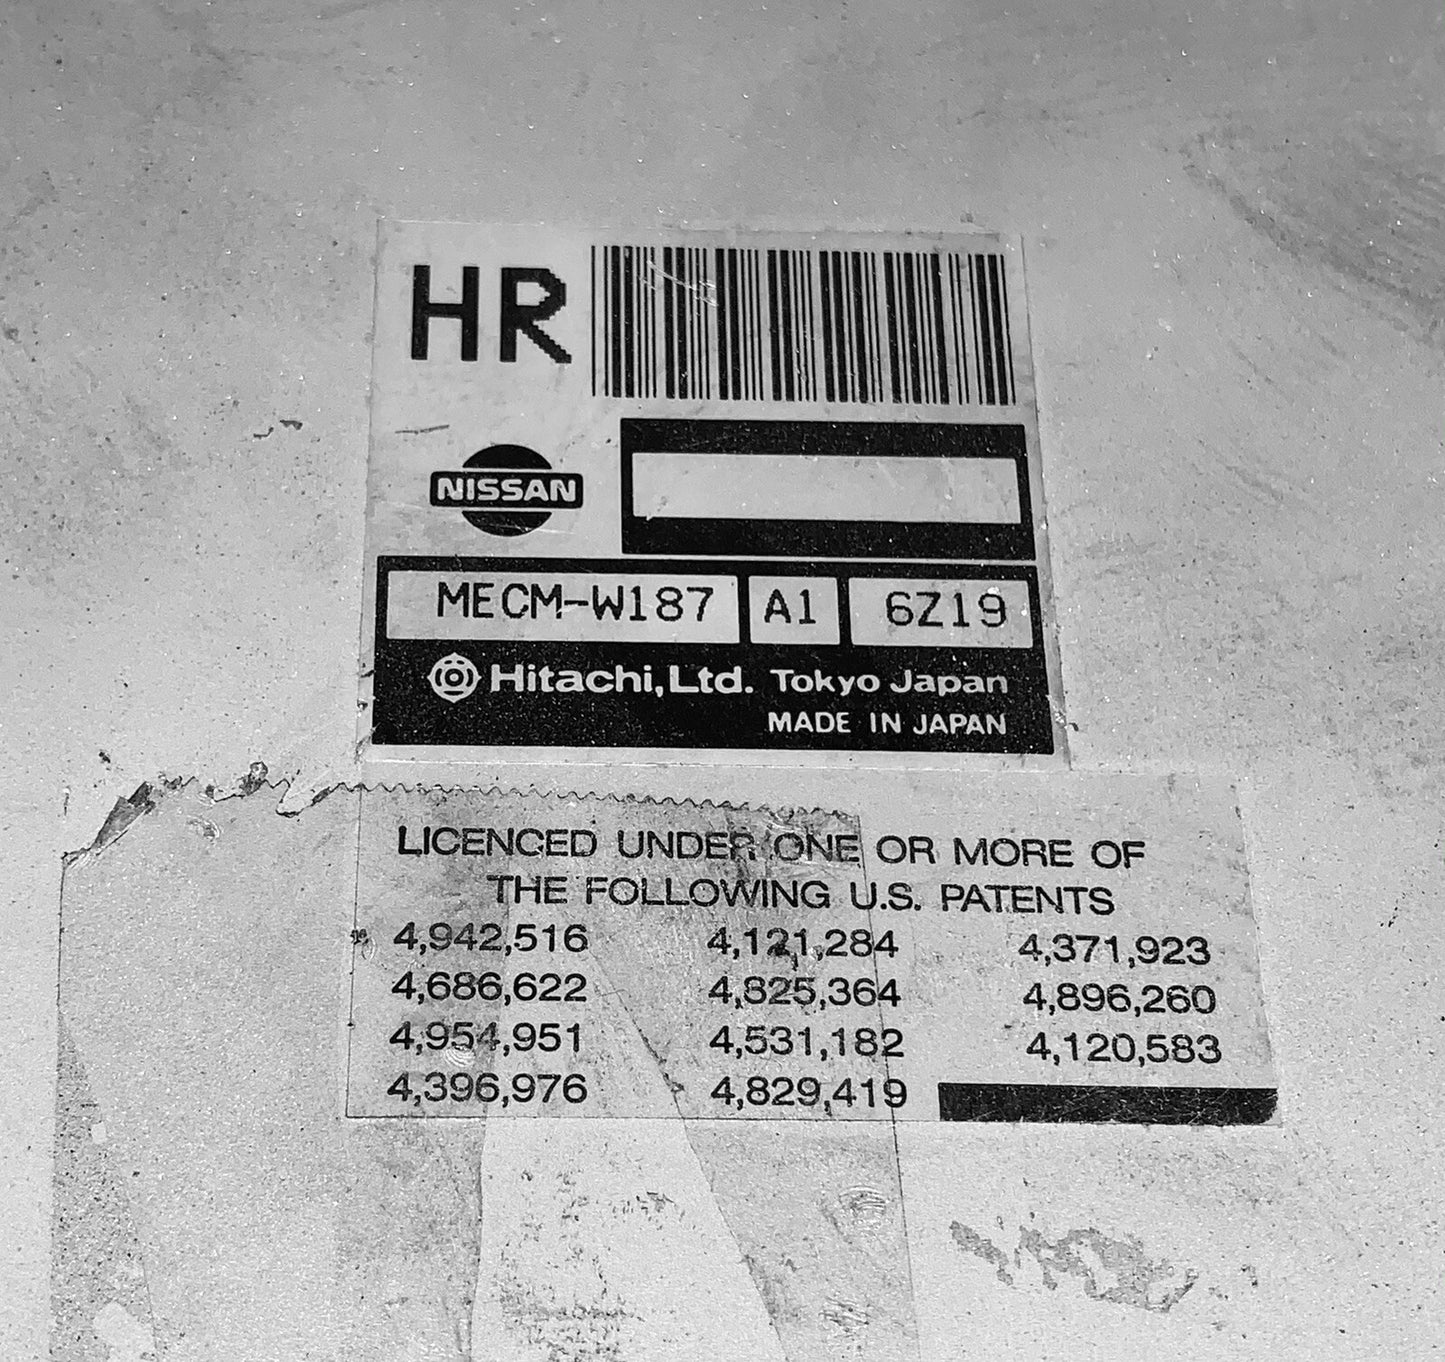 HR
NISSAN
MECM-W187 A1 6Z19
Hitachi, Ltd. Tokyo Japan
MADE IN JAPAN
LICENCED UNDER ONE OR MORE OF
THE FOLLOWING U.S. PATENTS
4,942,516 4,121,284 4,371,923
4,686,622 4,825,364 4,896,260
4,954,951 4,531,182 4,120,583
4,396,976 4,829,419